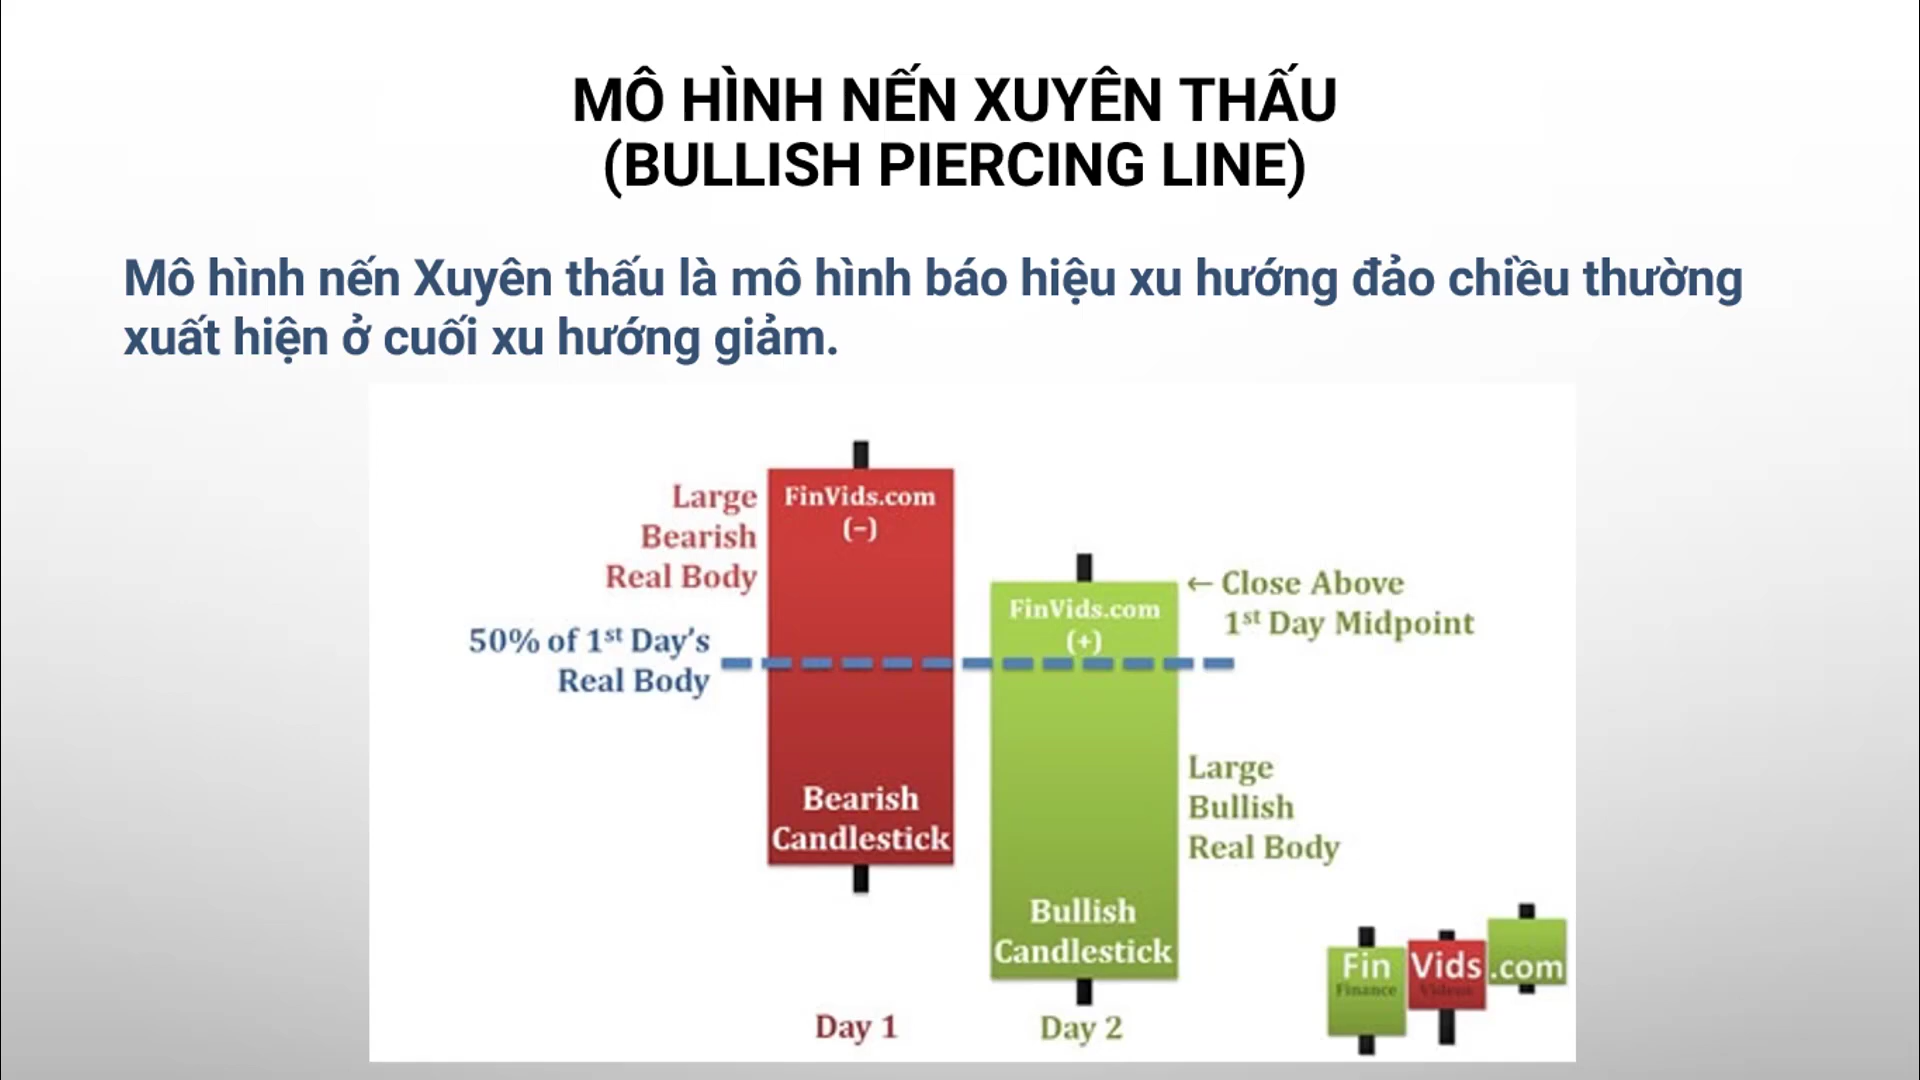 MÔ HÌNH NẾN XUYÊN THẤU
(BULLISH PIERCING LINE)
Mô hình nến Xuyên thấu là mô hình báo hiệu xu hướng đảo chiều thường
xuất hiện ở cuối xu hướng giảm.
Large
Bearish
Real Body
FinVids.com
(−)
50% of 1st Day's
Real Body
Bearish
Candlestick
Day 1
FinVids.com
(+)
← Close Above
1st Day Midpoint
Large
Bullish
Real Body
Bullish
Candlestick
Day 2
FinVids.com
Finance Videos